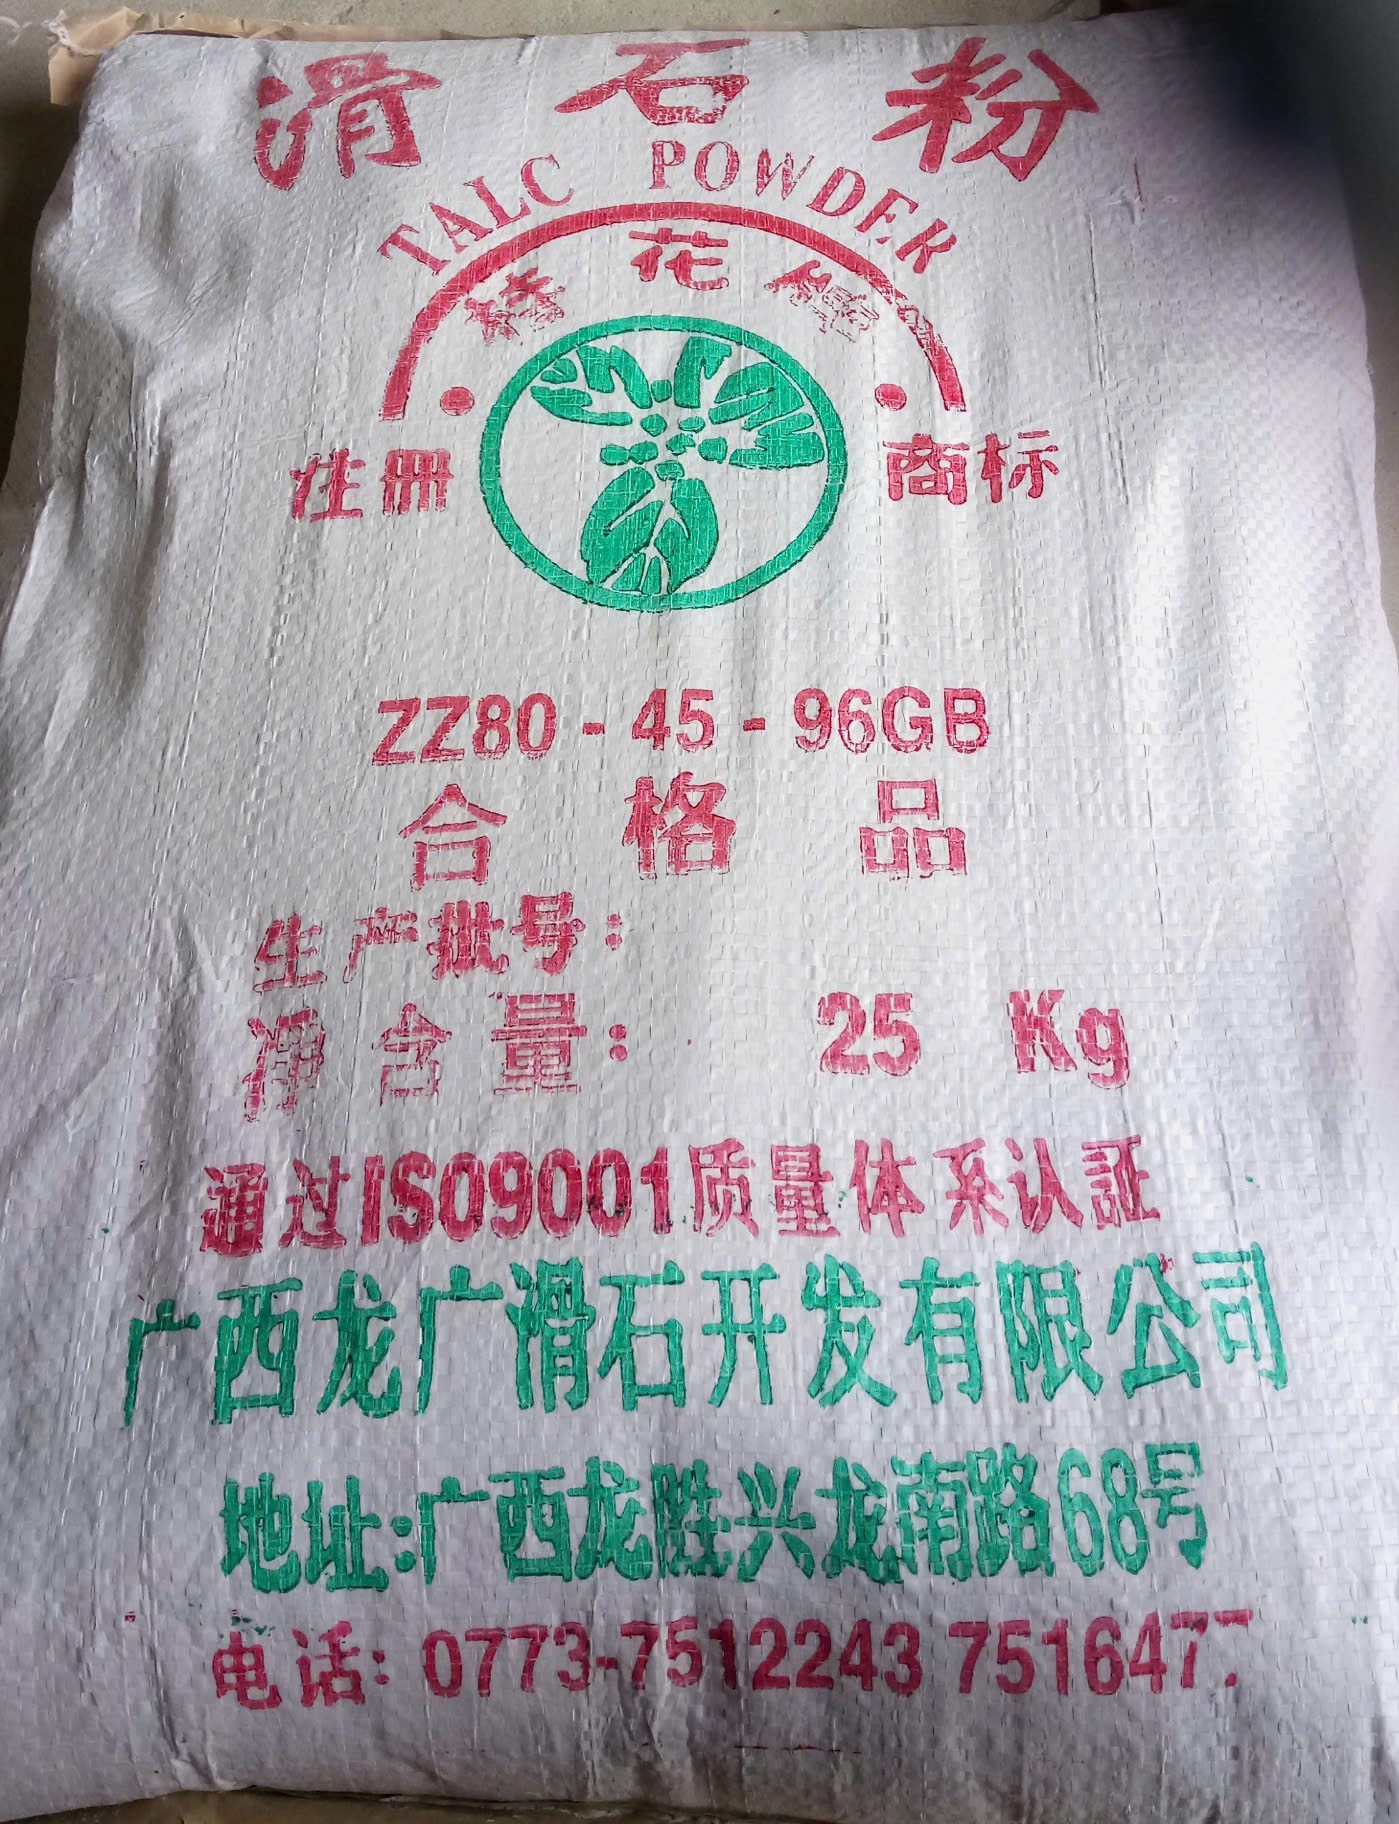 滑石粉
TALC POWDER
桂花牌
注册 商标
ZZ80-45-96GB
合格品
生产批号:
净含量: 25 Kg
通过ISO9001质量体系认証
广西龙广滑石开发有限公司
地址:广西龙胜兴龙南路68号
电话: 0773-7512243 7516477